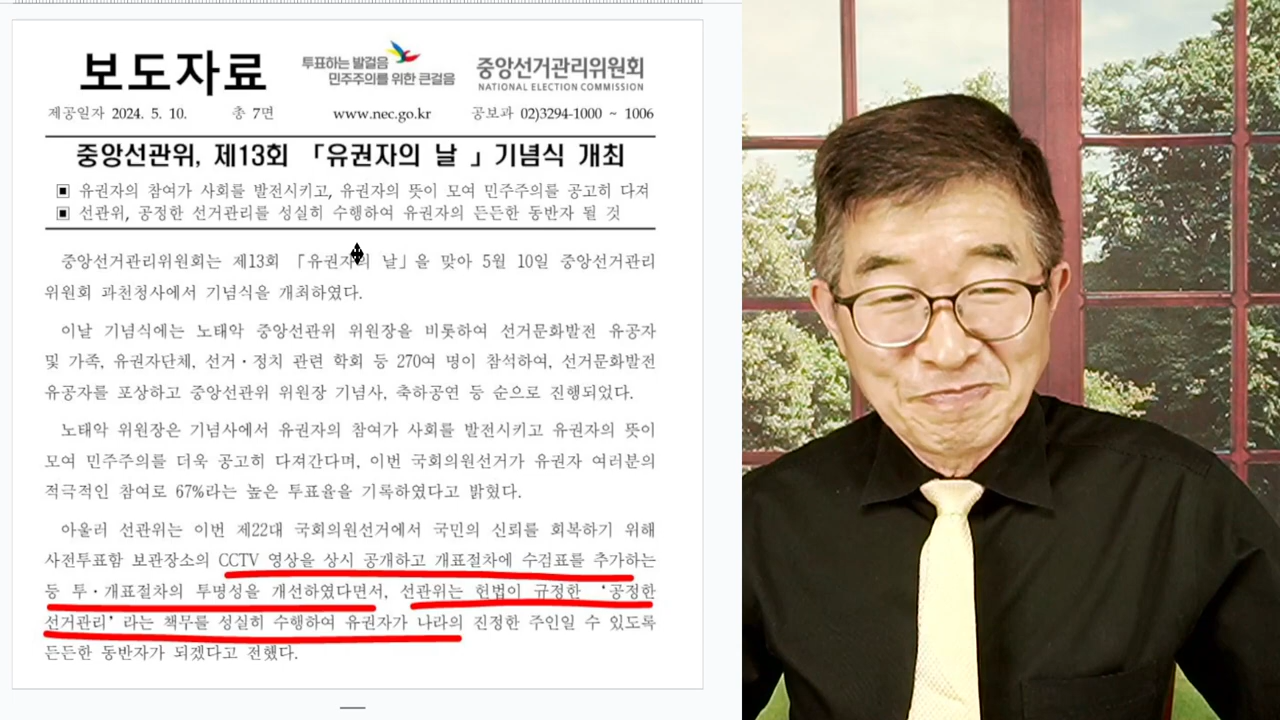 보도자료
투표하는 발걸음
민주주의를 위한 큰걸음
중앙선거관리위원회
NATIONAL ELECTION COMMISSION
제공일자 2024. 5. 10. 총 7면 www.nec.go.kr 공보과 02)3294-1000 ~ 1006
중앙선관위, 제13회 「유권자의 날 」기념식 개최
▣ 유권자의 참여가 사회를 발전시키고, 유권자의 뜻이 모여 민주주의를 공고히 다져
▣ 선관위, 공정한 선거관리를 성실히 수행하여 유권자의 든든한 동반자 될 것
중앙선거관리위원회는 제13회 「유권자의 날」을 맞아 5월 10일 중앙선거관리
위원회 과천청사에서 기념식을 개최하였다.
이날 기념식에는 노태악 중앙선관위 위원장을 비롯하여 선거문화발전 유공자
및 가족, 유권자단체, 선거·정치 관련 학회 등 270여 명이 참석하여, 선거문화발전
유공자를 포상하고 중앙선관위 위원장 기념사, 축하공연 등 순으로 진행되었다.
노태악 위원장은 기념사에서 유권자의 참여가 사회를 발전시키고 유권자의 뜻이
모여 민주주의를 더욱 공고히 다져간다며, 이번 국회의원선거가 유권자 여러분의
적극적인 참여로 67%라는 높은 투표율을 기록하였다고 밝혔다.
아울러 선관위는 이번 제22대 국회의원선거에서 국민의 신뢰를 회복하기 위해
사전투표함 보관장소의 CCTV 영상을 상시 공개하고 개표절차에 수검표를 추가하는
등 투·개표절차의 투명성을 개선하였다면서, 선관위는 헌법이 규정한 '공정한
선거관리' 라는 책무를 성실히 수행하여 유권자가 나라의 진정한 주인일 수 있도록
든든한 동반자가 되겠다고 전했다.